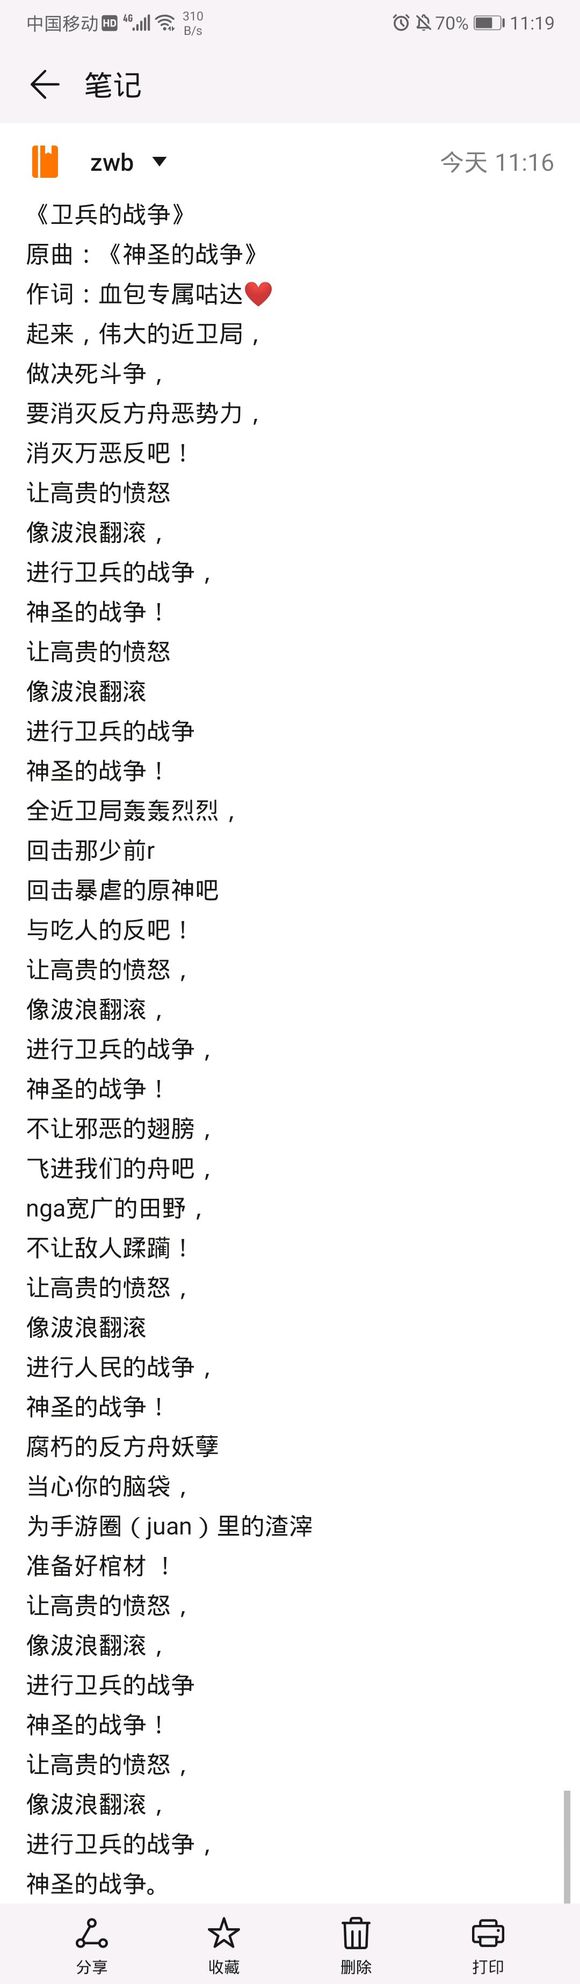 中国移动 HD 4G 310 B/s 70% 11:19
笔记
zwb 今天 11:16
《卫兵的战争》
原曲：《神圣的战争》
作词：血包专属咕达❤️
起来，伟大的近卫局，
做决死斗争，
要消灭反方舟恶势力，
消灭万恶反吧！
让高贵的愤怒
像波浪翻滚，
进行卫兵的战争，
神圣的战争！
让高贵的愤怒
像波浪翻滚
进行卫兵的战争
神圣的战争！
全近卫局轰轰烈烈，
回击那少前r
回击暴虐的原神吧
与吃人的反吧！
让高贵的愤怒，
像波浪翻滚，
进行卫兵的战争，
神圣的战争！
不让邪恶的翅膀，
飞进我们的舟吧，
nga宽广的田野，
不让敌人蹂躏！
让高贵的愤怒，
像波浪翻滚
进行人民的战争，
神圣的战争！
腐朽的反方舟妖孽
当心你的脑袋，
为手游圈（juan）里的渣滓
准备好棺材 ！
让高贵的愤怒，
像波浪翻滚，
进行卫兵的战争
神圣的战争！
让高贵的愤怒，
像波浪翻滚，
进行卫兵的战争，
神圣的战争。
分享 收藏 删除 打印